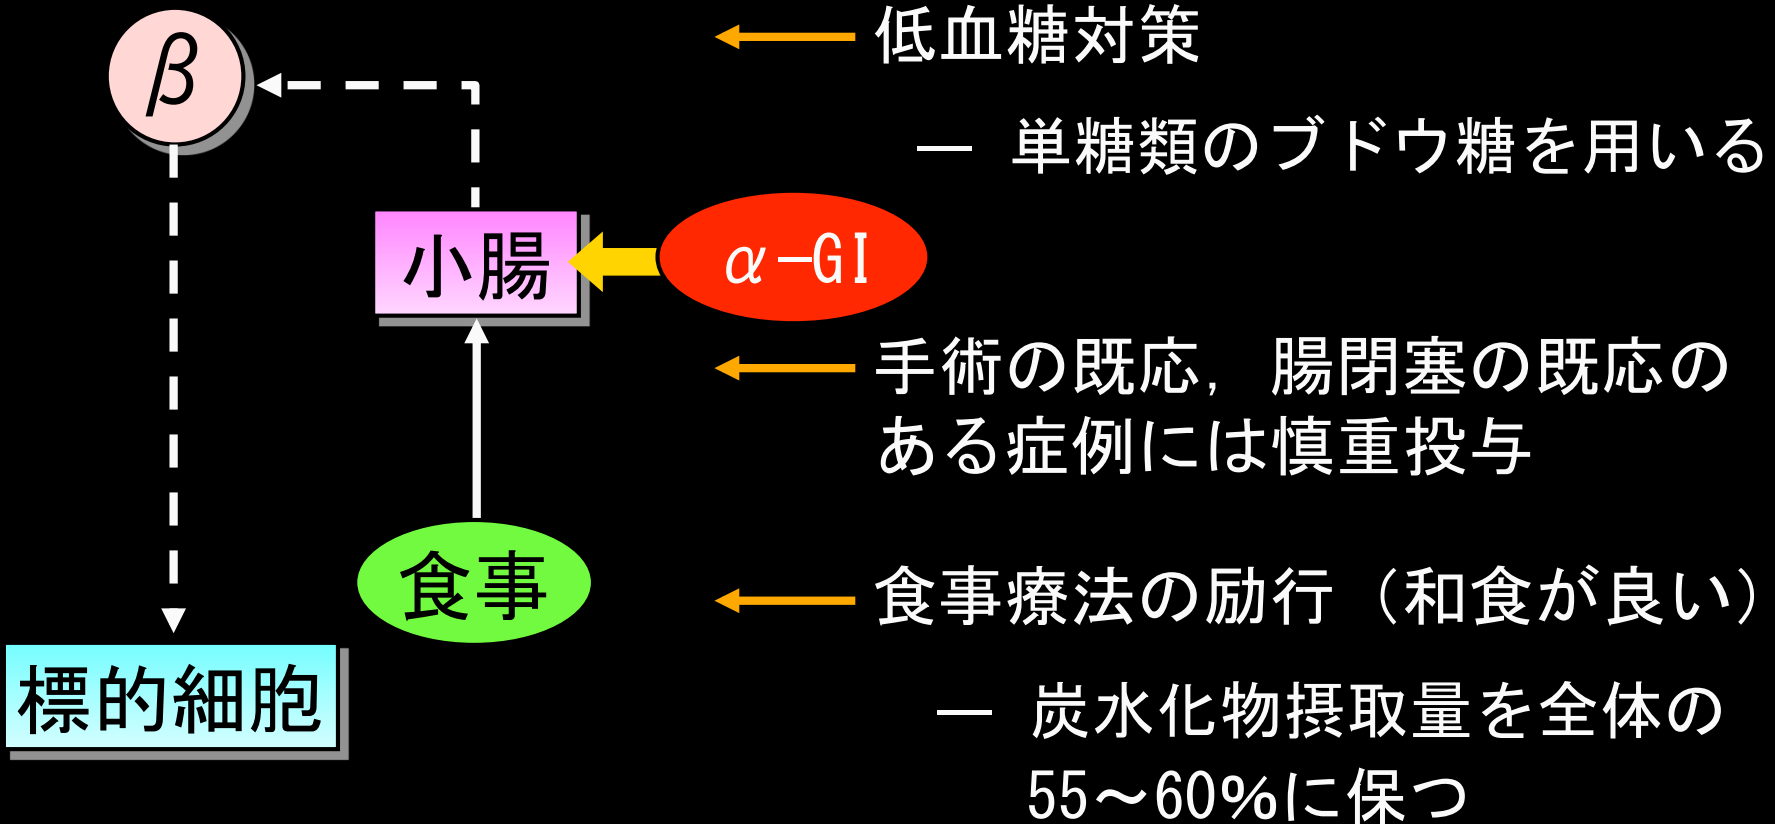 β
低血糖対策
― 単糖類のブドウ糖を用いる
小腸
α-GI
手術の既応，腸閉塞の既応の
ある症例には慎重投与
食事
食事療法の励行（和食が良い）
標的細胞
― 炭水化物摂取量を全体の
55～60%に保つ